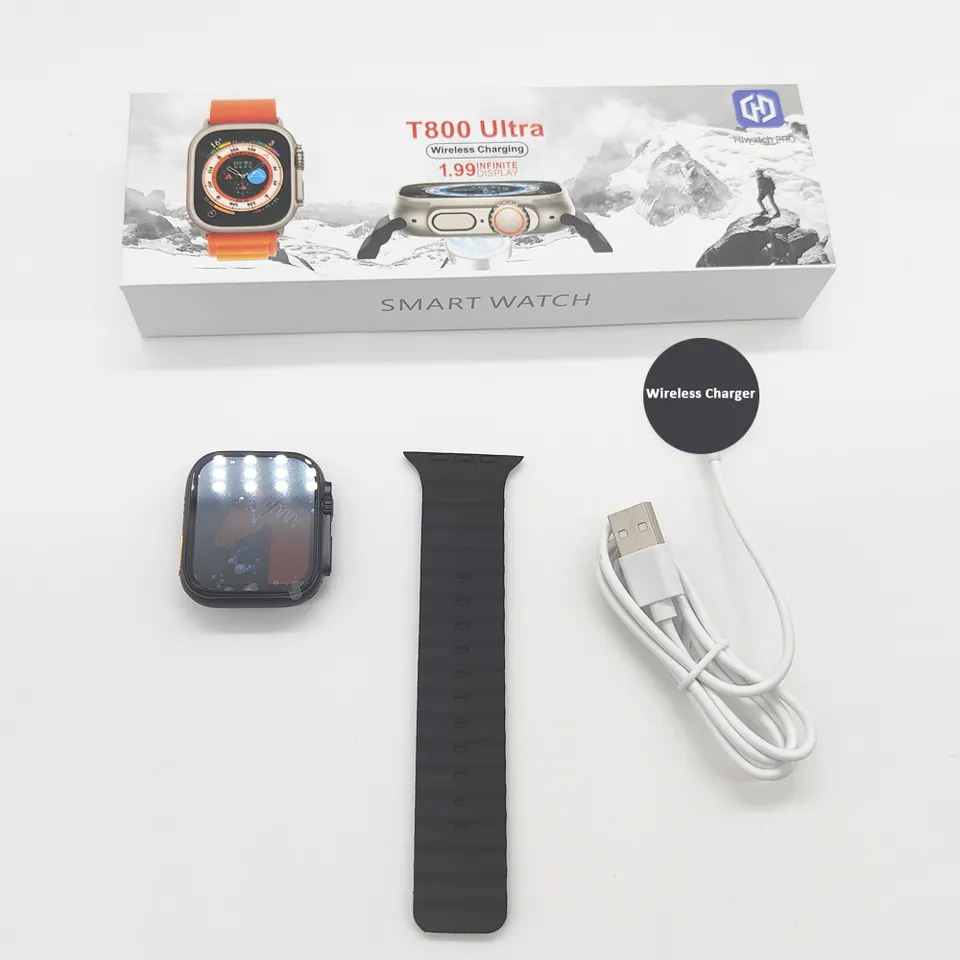 T800 Ultra
Wireless Charging
1.99 INFINITE
DISPLAY
Hiwatch PRO
SMART WATCH
Wireless Charger